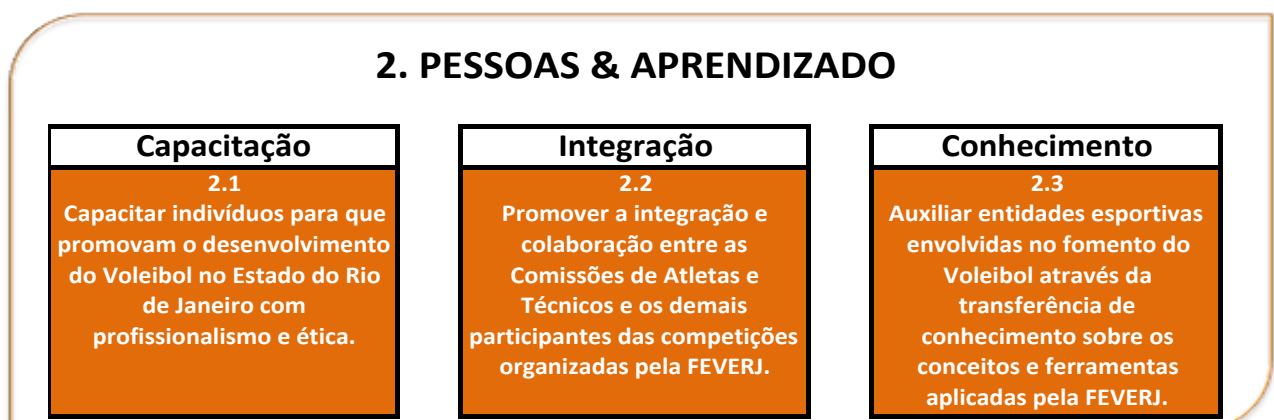 2. PESSOAS & APRENDIZADO
Capacitação
2.1
Capacitar indivíduos para que
promovam o desenvolvimento
do Voleibol no Estado do Rio
de Janeiro com
profissionalismo e ética.
Integração
2.2
Promover a integração e
colaboração entre as
Comissões de Atletas e
Técnicos e os demais
participantes das competições
organizadas pela FEVERJ.
Conhecimento
2.3
Auxiliar entidades esportivas
envolvidas no fomento do
Voleibol através da
transferência de
conhecimento sobre os
conceitos e ferramentas
aplicadas pela FEVERJ.